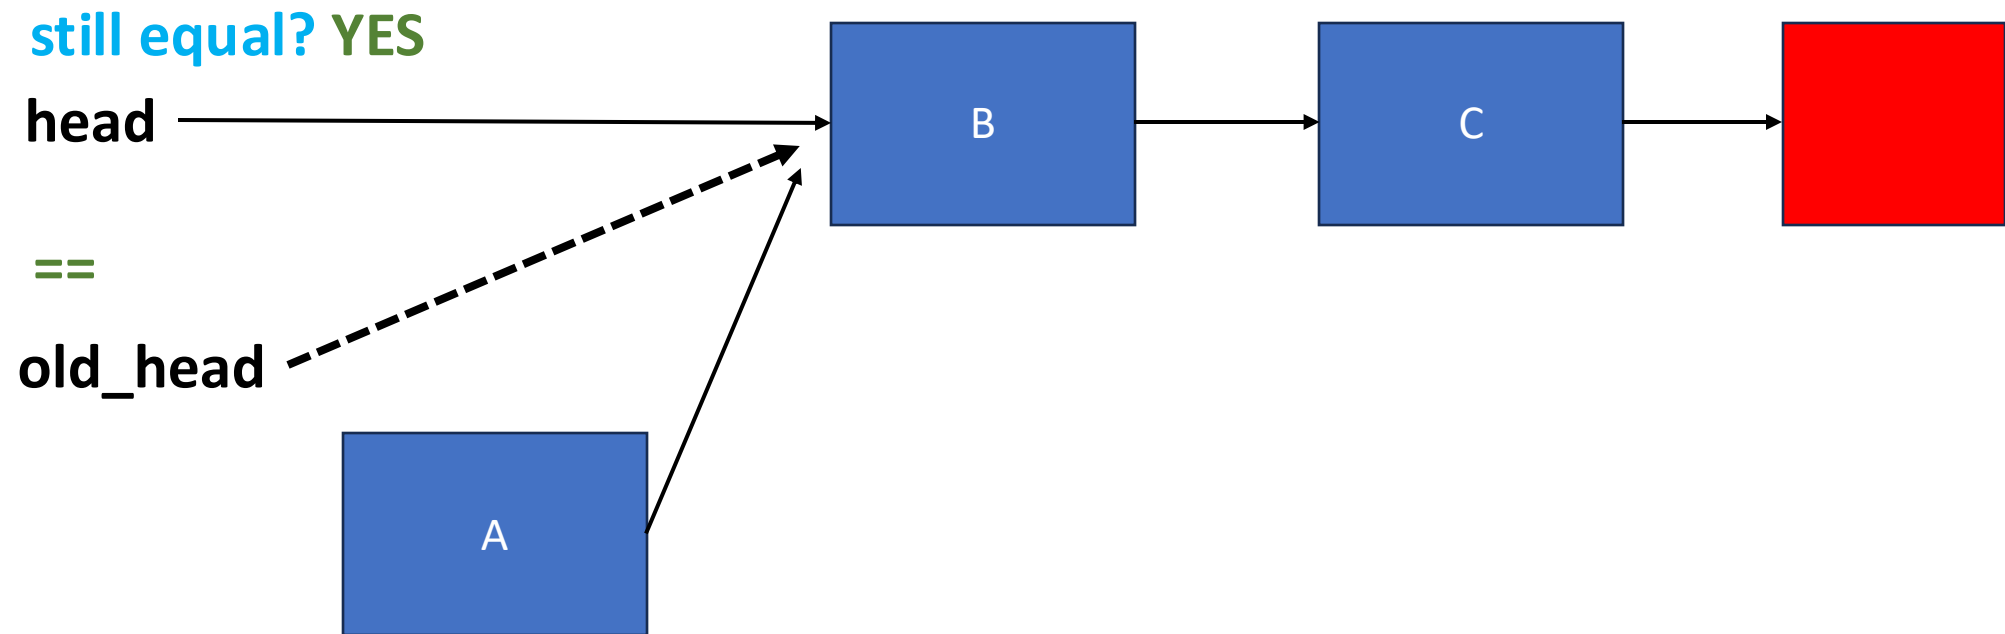 still equal? YES
head
B
C
==
old_head
A